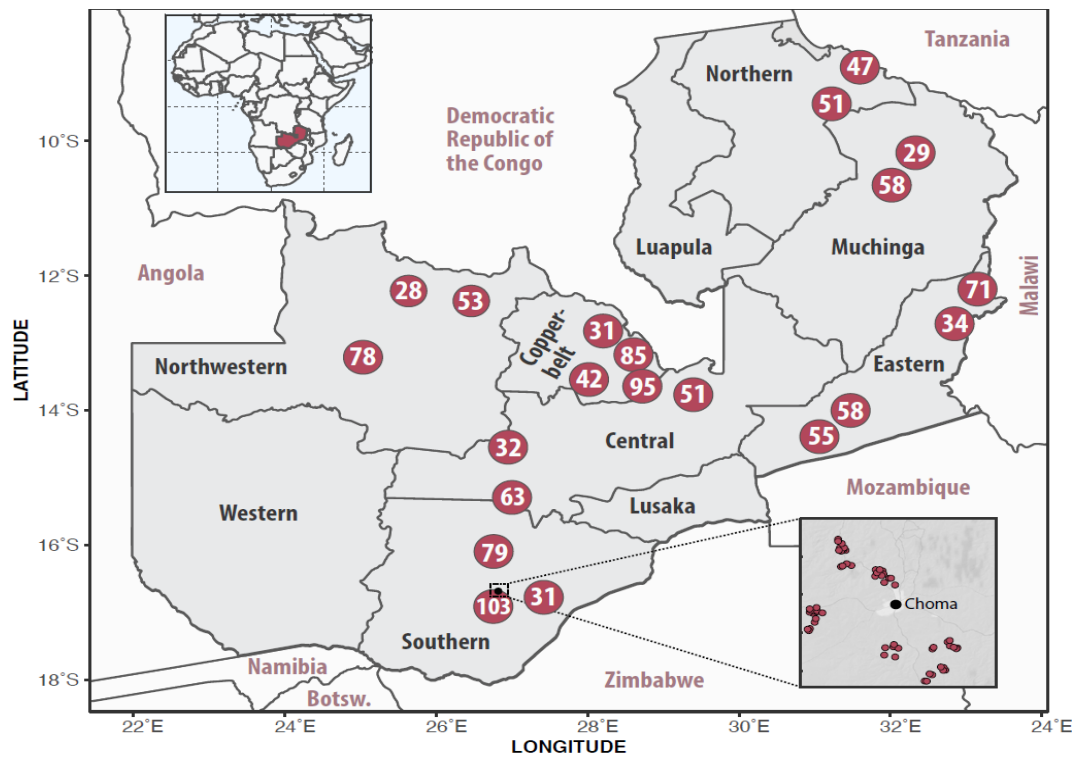 Tanzania
Northern
47
51
Democratic
Republic of
the Congo
10°S
29
58
Luapula
Muchinga
Malawi
Angola
12°S
28
53
71
34
31
Copper-
belt
85
78
Northwestern
42
95
51
Eastern
LATITUDE
14°S
58
55
32
Central
63
Lusaka
Mozambique
Western
16°S
79
Choma
103
31
Southern
Namibia
Zimbabwe
18°S
Botsw.
22°E
24°E
26°E
28°E
30°E
32°E
24°E
LONGITUDE